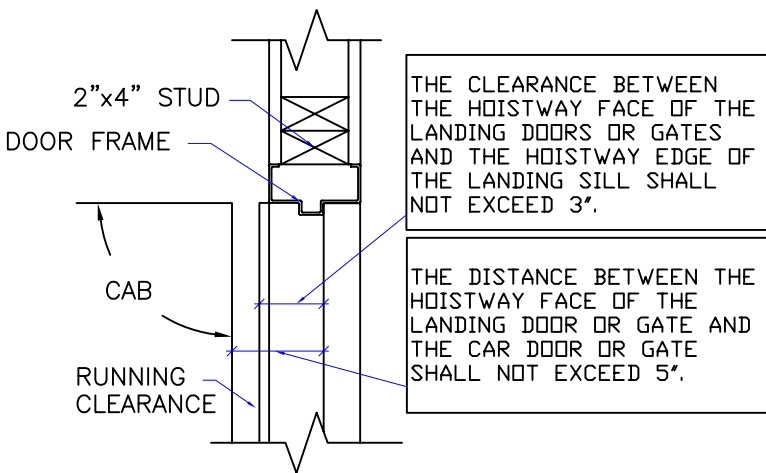 2”x4” STUD
DOOR FRAME
CAB
RUNNING
CLEARANCE
THE CLEARANCE BETWEEN
THE HOISTWAY FACE OF THE
LANDING DOORS OR GATES
AND THE HOISTWAY EDGE OF
THE LANDING SILL SHALL
NOT EXCEED 3”.
THE DISTANCE BETWEEN THE
HOISTWAY FACE OF THE
LANDING DOOR OR GATE AND
THE CAR DOOR OR GATE
SHALL NOT EXCEED 5”.